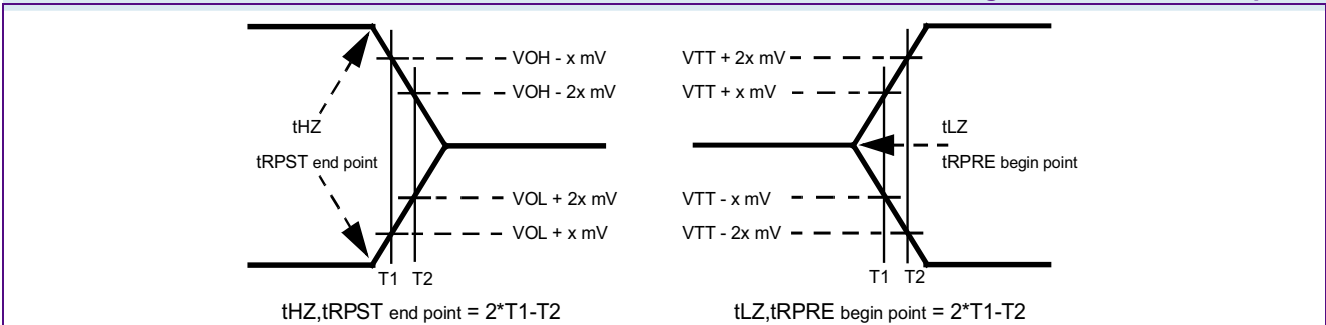 VOH - x mV
VTT + 2x mV
VOH - 2x mV
VTT + x mV
tHZ
tLZ
tRPST end point
tRPRE begin point
VOL + 2x mV
VTT - x mV
VOL + x mV
VTT - 2x mV
T1 T2
T1 T2
tHZ,tRPST end point = 2*T1-T2
tLZ,tRPRE begin point = 2*T1-T2